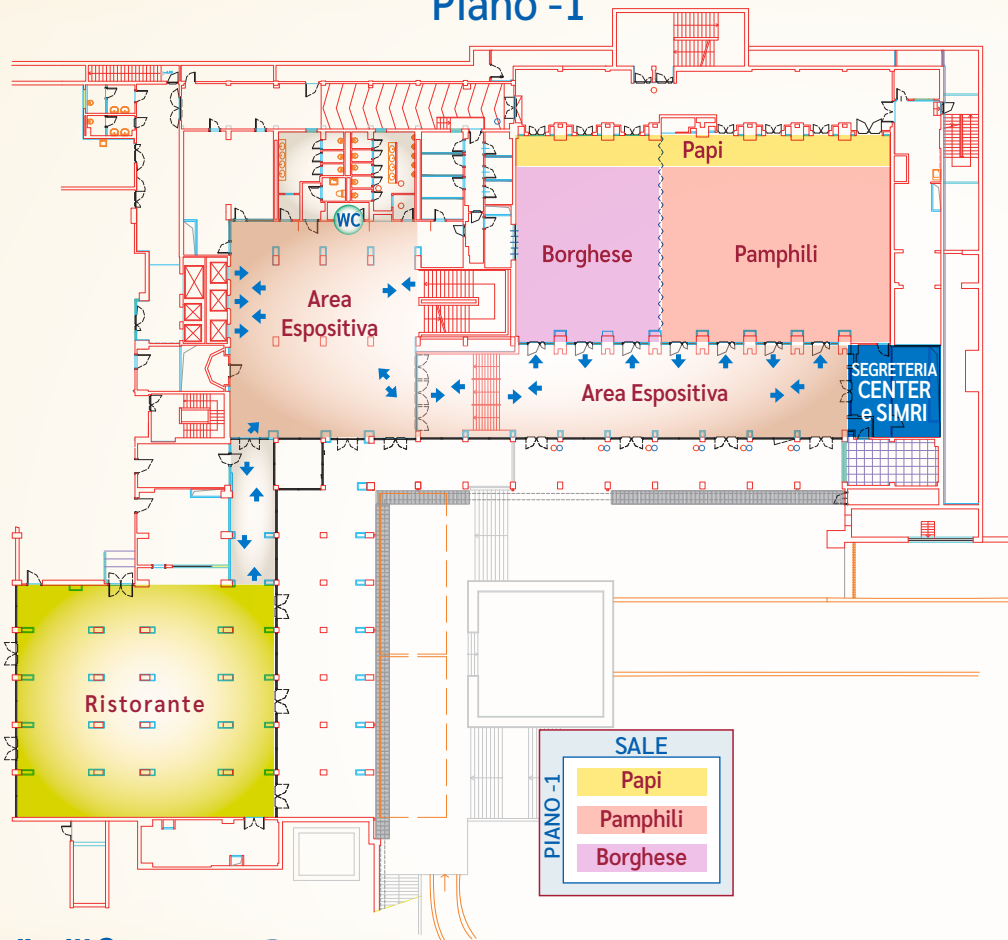 Piano -1
Papi
Borghese
Pamphili
WC
Area
Espositiva
Area Espositiva
SEGRETERIA
CENTER
e SIMRI
Ristorante
SALE
PIANO -1
Papi
Pamphili
Borghese